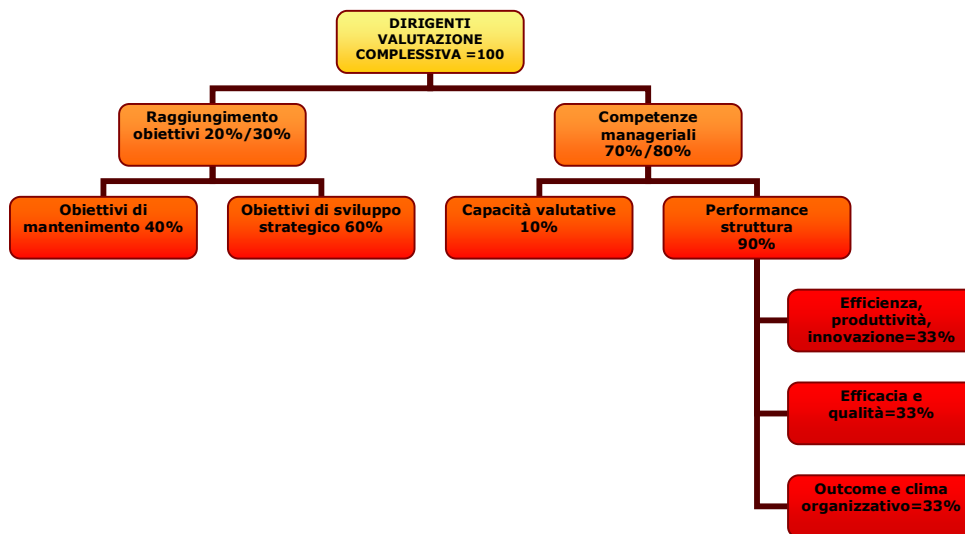 DIRIGENTI
VALUTAZIONE
COMPLESSIVA =100
Raggiungimento
obiettivi 20%/30%
Competenze
manageriali
70%/80%
Obiettivi di
mantenimento 40%
Obiettivi di sviluppo
strategico 60%
Capacità valutative
10%
Performance
struttura
90%
Efficienza,
produttività,
innovazione=33%
Efficacia e
qualità=33%
Outcome e clima
organizzativo=33%